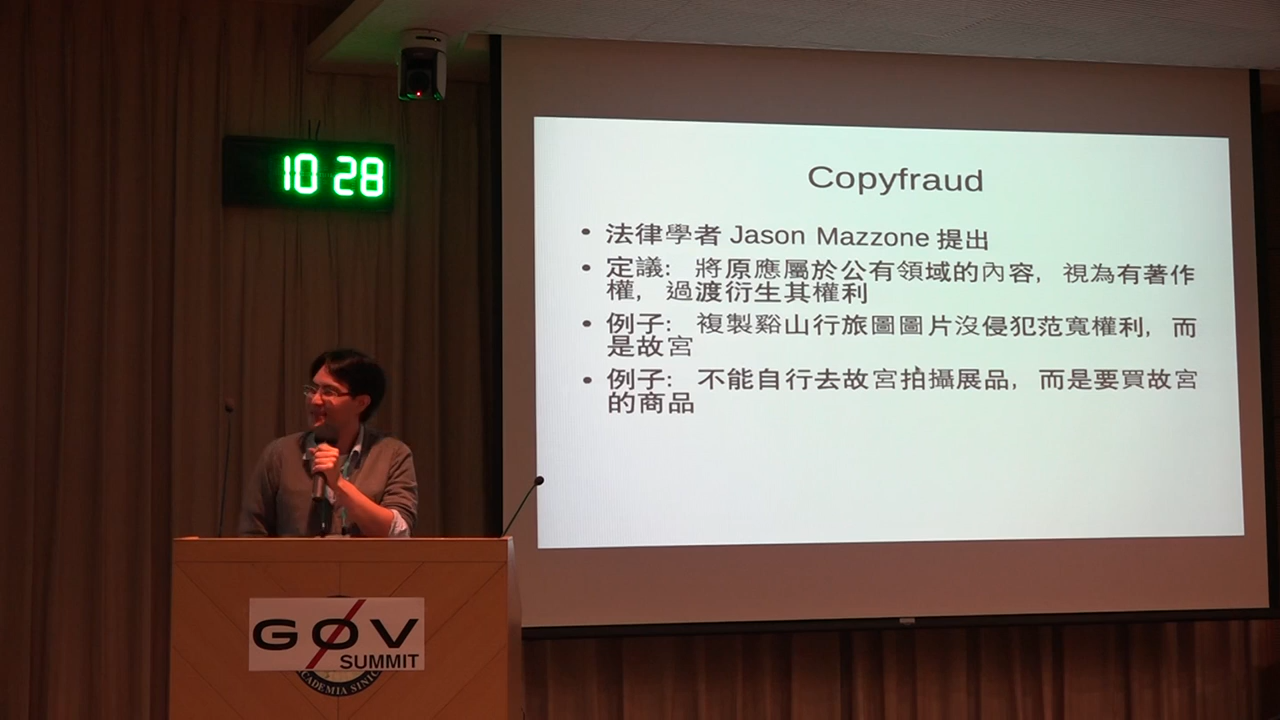 10 28
Copyfraud
• 法律學者 Jason Mazzone 提出
• 定議： 將原應屬於公有領域的內容， 視為有著作
權， 過渡衍生其權利
• 例子： 複製谿山行旅圖圖片沒侵犯范寬權利， 而
是故宮
• 例子： 不能自行去故宮拍攝展品， 而是要買故宮
的商品
GØV
SUMMIT
CADEMIA SINIC